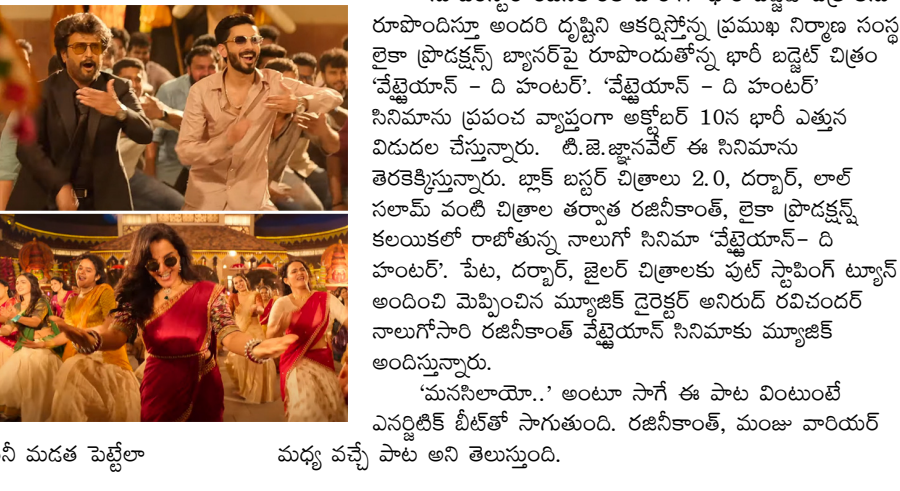 రూపొందిస్తూ అందరి దృష్టిని ఆకర్షిస్తోన్న ప్రముఖ నిర్మాణ సంస్థ
లైకా ప్రొడక్షన్స్ బ్యానర్‌పై రూపొందుతోన్న భారీ బడ్జెట్ చిత్రం
‘వేట్టైయాన్ - ది హంటర్’. ‘వేట్టైయాన్ - ది హంటర్’
సినిమాను ప్రపంచ వ్యాప్తంగా అక్టోబర్ 10న భారీ ఎత్తున
విడుదల చేస్తున్నారు. టి.జె.జ్ఞానవేల్ ఈ సినిమాను
తెరకెక్కిస్తున్నారు. బ్లాక్ బస్టర్ చిత్రాలు 2.0, దర్బార్, లాల్
సలామ్ వంటి చిత్రాల తర్వాత రజినీకాంత్, లైకా ప్రొడక్షన్స్
కలయికలో రాబోతున్న నాలుగో సినిమా ‘వేట్టైయాన్- ది
హంటర్’. పేట, దర్బార్, జైలర్ చిత్రాలకు ఫుట్ స్టాపింగ్ ట్యూన్
అందించి మెప్పించిన మ్యూజిక్ డైరెక్టర్ అనిరుద్ రవిచందర్
నాలుగోసారి రజినీకాంత్ వేట్టైయాన్ సినిమాకు మ్యూజిక్
అందిస్తున్నారు.
‘మనసిలాయో..’ అంటూ సాగే ఈ పాట వింటుంటే
ఎనర్జిటిక్ బీట్‌తో సాగుతుంది. రజినీకాంత్, మంజు వారియర్
మడత పెట్టేలా మధ్య వచ్చే పాట అని తెలుస్తుంది.